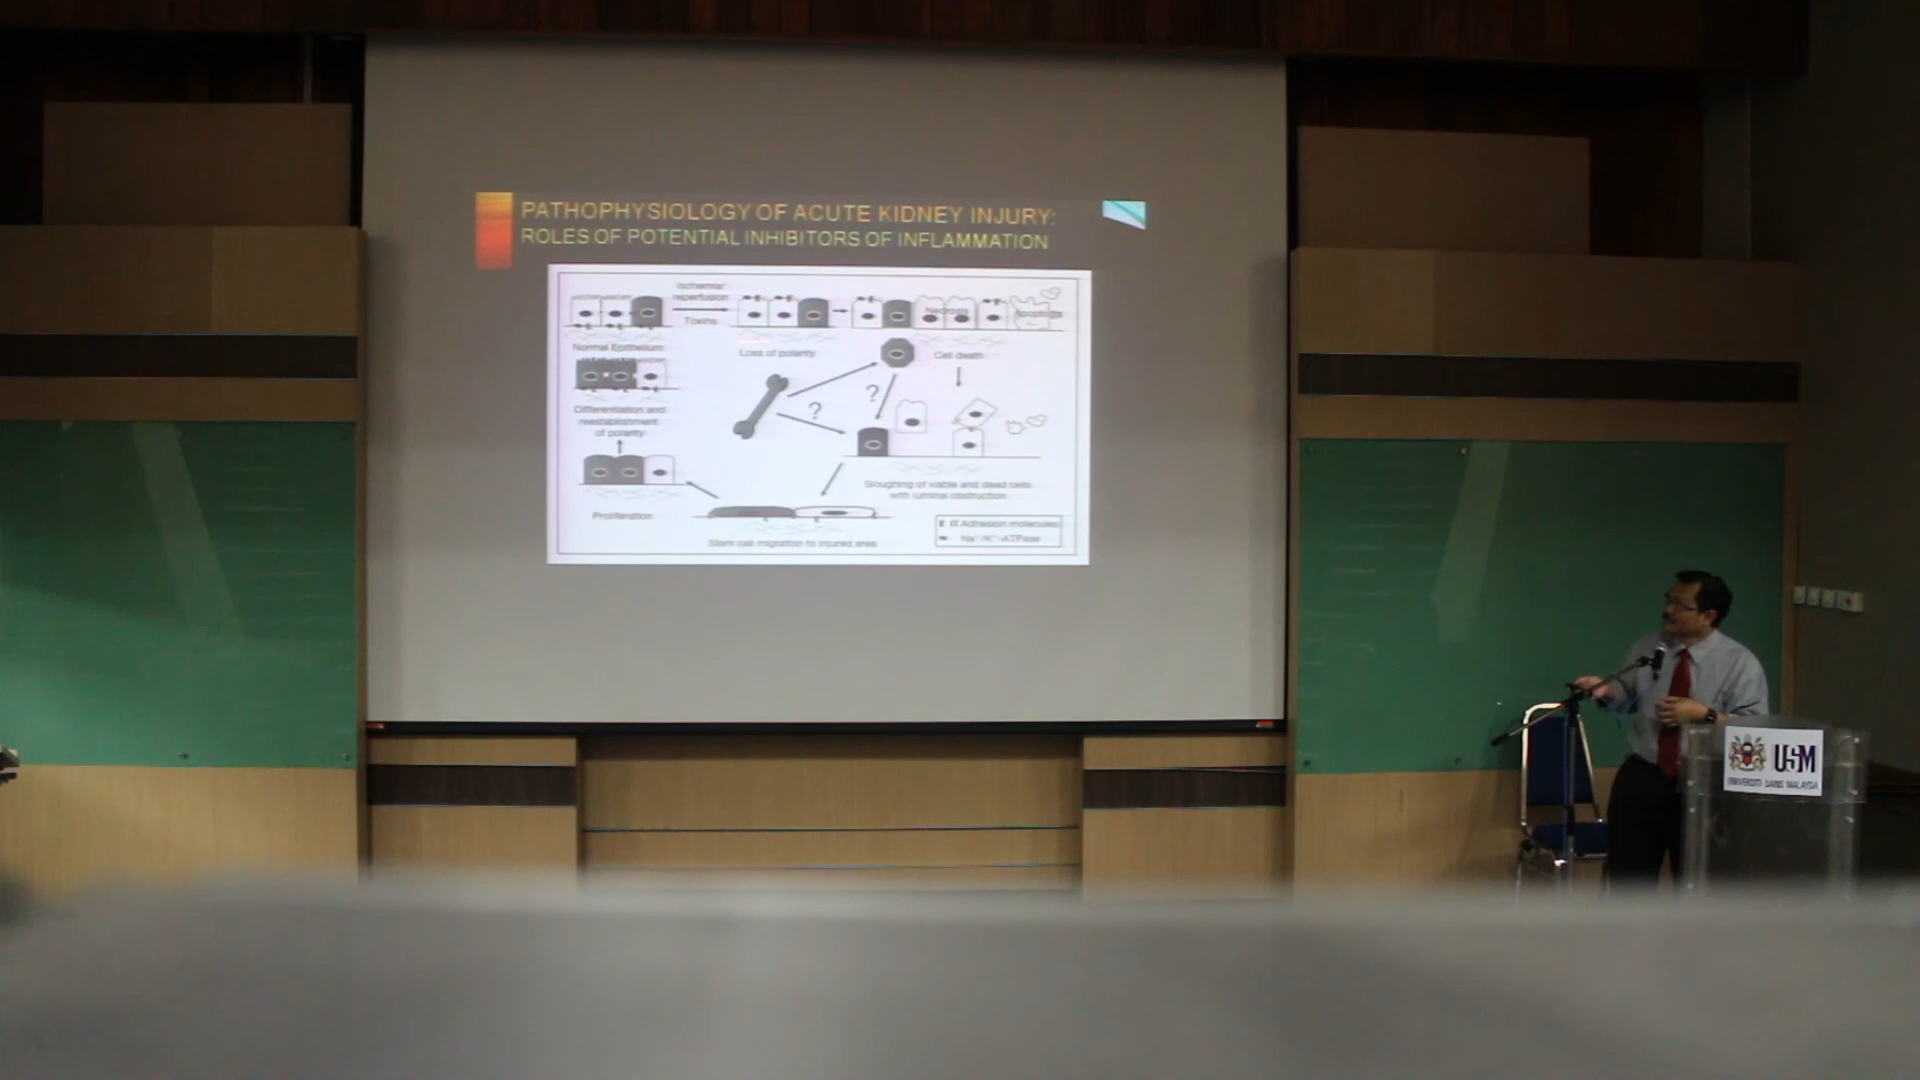 PATHOPHYSIOLOGY OF ACUTE KIDNEY INJURY:
ROLES OF POTENTIAL INHIBITORS OF INFLAMMATION
Ischemia/
reperfusion
Toxins
Necrosis
Apoptosis
Normal Epithelium
Loss of polarity
Cell death
?
?
Differentiation and
reestablishment
of polarity
Sloughing of viable and dead cells
with luminal obstruction
Proliferation
Stem cell migration to injured area
Adhesion molecules
Na⁺/K⁺-ATPase
USM
UNIVERSITI SAINS MALAYSIA